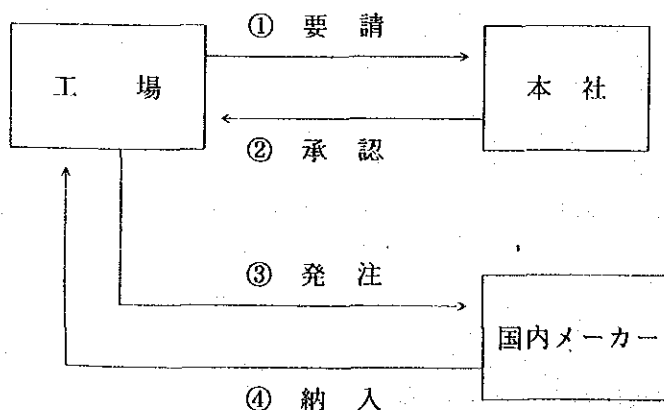 ① 要 請
工 場
本 社
② 承 認
③ 発 注
国内メーカー
④ 納 入